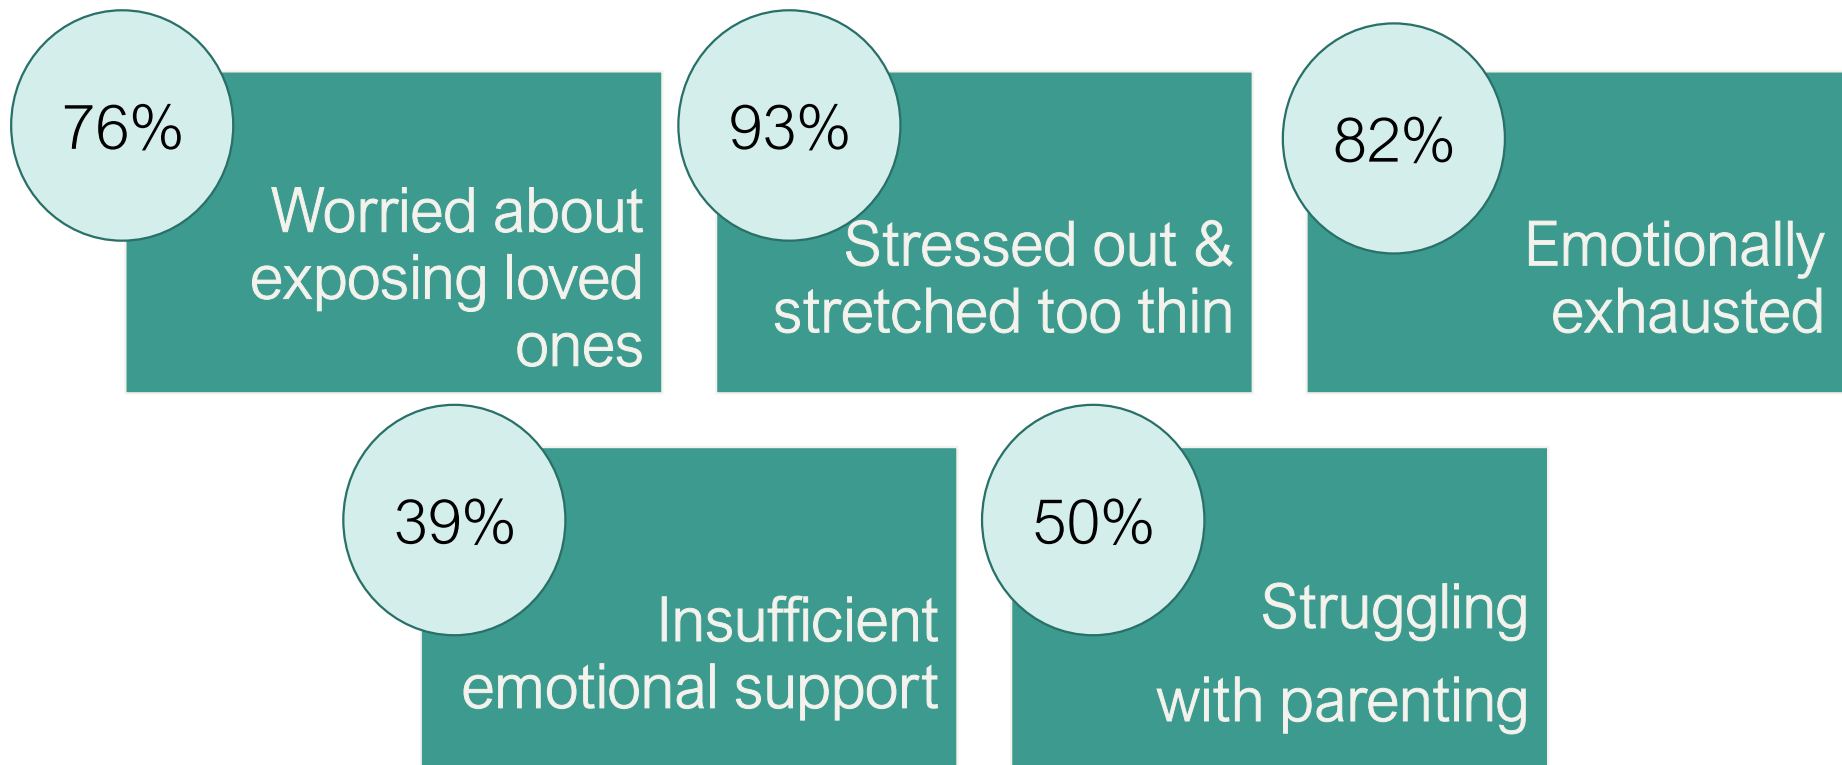 76%
Worried about
exposing loved
ones
93%
Stressed out &
stretched too thin
82%
Emotionally
exhausted
39%
Insufficient
emotional support
50%
Struggling
with parenting